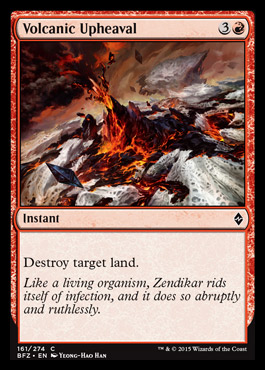 Volcanic Upheaval 3
Instant
Destroy target land.
Like a living organism, Zendikar rids
itself of infection, and it does so abruptly
and ruthlessly.
161/274 C
BFZ • EN Yeong-Hao Han
™ & © 2015 Wizards of the Coast